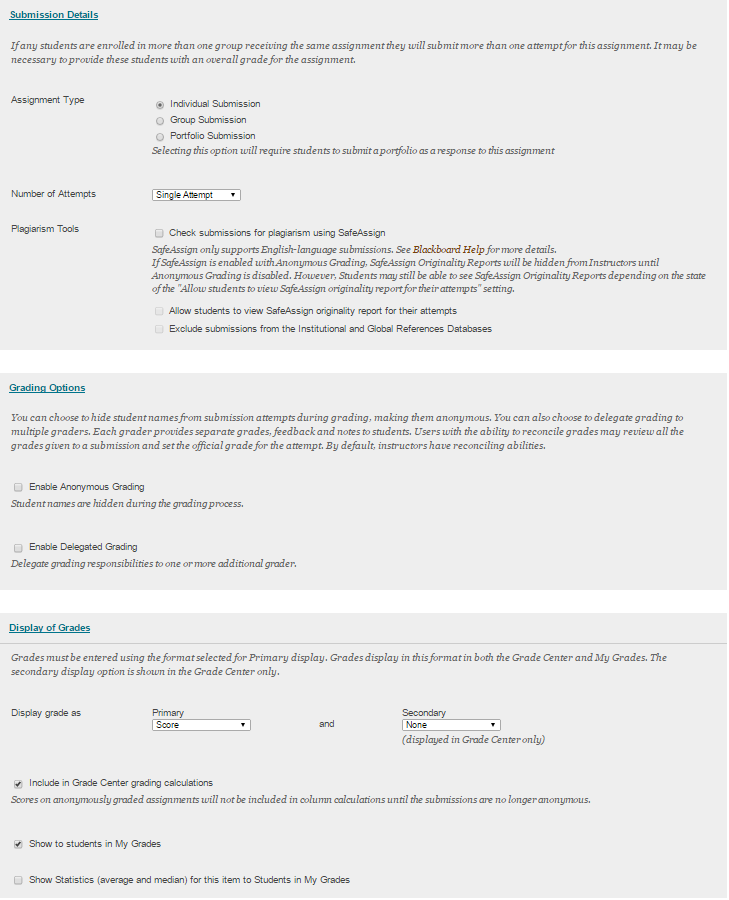 Submission Details
If any students are enrolled in more than one group receiving the same assignment they will submit more than one attempt for this assignment. It may be
necessary to provide these students with an overall grade for the assignment.
Assignment Type
Individual Submission
Group Submission
Portfolio Submission
Selecting this option will require students to submit a portfolio as a response to this assignment
Number of Attempts
Single Attempt
Plagiarism Tools
Check submissions for plagiarism using SafeAssign
SafeAssign only supports English-language submissions. See Blackboard Help for more details.
If SafeAssign is enabled with Anonymous Grading, SafeAssign Originality Reports will be hidden from Instructors until
Anonymous Grading is disabled. However, Students may still be able to see SafeAssign Originality Reports depending on the state
of the "Allow students to view SafeAssign originality report for their attempts" setting.
Allow students to view SafeAssign originality report for their attempts
Exclude submissions from the Institutional and Global References Databases
Grading Options
You can choose to hide student names from submission attempts during grading, making them anonymous. You can also choose to delegate grading to
multiple graders. Each grader provides separate grades, feedback and notes to students. Users with the ability to reconcile grades may review all the
grades given to a submission and set the official grade for the attempt. By default, instructors have reconciling abilities.
Enable Anonymous Grading
Student names are hidden during the grading process.
Enable Delegated Grading
Delegate grading responsibilities to one or more additional grader.
Display of Grades
Grades must be entered using the format selected for Primary display. Grades display in this format in both the Grade Center and My Grades. The
secondary display option is shown in the Grade Center only.
Display grade as
Primary
Score
and
Secondary
None
(displayed in Grade Center only)
Include in Grade Center grading calculations
Scores on anonymously graded assignments will not be included in column calculations until the submissions are no longer anonymous.
Show to students in My Grades
Show Statistics (average and median) for this item to Students in My Grades